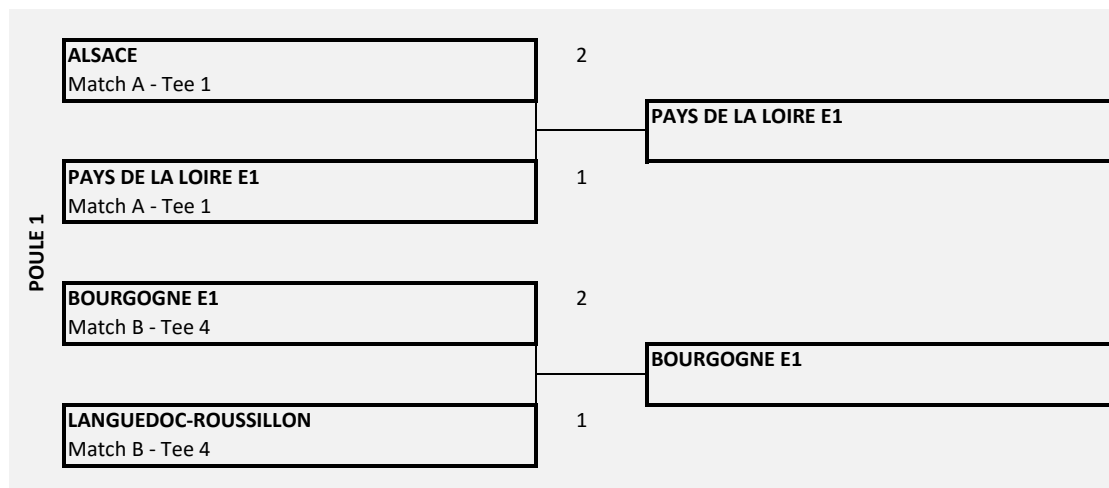 ALSACE
Match A - Tee 1
2
PAYS DE LA LOIRE E1
PAYS DE LA LOIRE E1
Match A - Tee 1
1
POULE 1
BOURGOGNE E1
Match B - Tee 4
2
BOURGOGNE E1
LANGUEDOC-ROUSSILLON
Match B - Tee 4
1